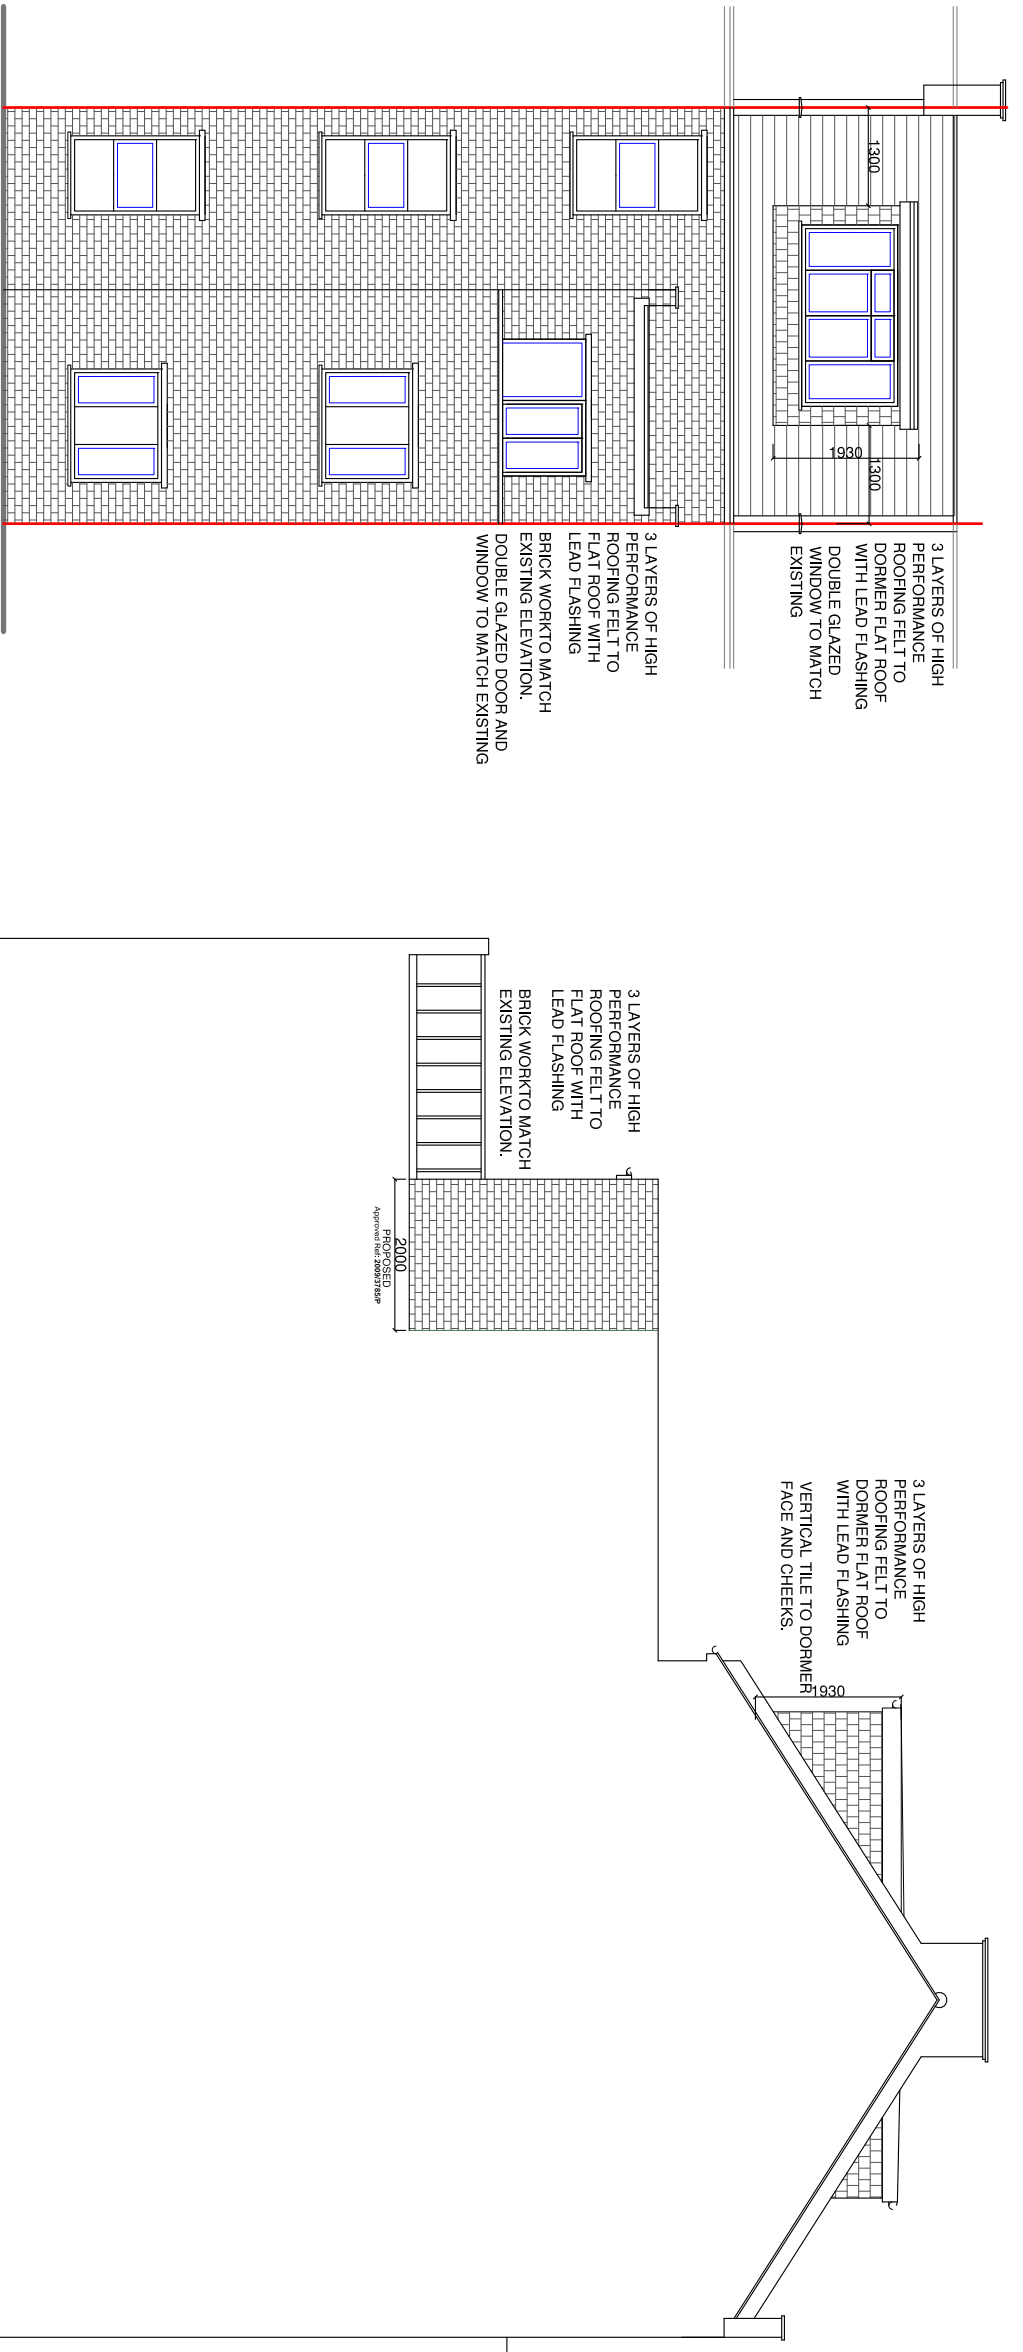 3 LAYERS OF HIGH
PERFORMANCE
ROOFING FELT TO
DORMER FLAT ROOF
WITH LEAD FLASHING
DOUBLE GLAZED
WINDOW TO MATCH
EXISTING
1300
1930
1300
3 LAYERS OF HIGH
PERFORMANCE
ROOFING FELT TO
FLAT ROOF WITH
LEAD FLASHING
BRICK WORKTO MATCH
EXISTING ELEVATION.
DOUBLE GLAZED DOOR AND
WINDOW TO MATCH EXISTING
3 LAYERS OF HIGH
PERFORMANCE
ROOFING FELT TO
FLAT ROOF WITH
LEAD FLASHING
BRICK WORKTO MATCH
EXISTING ELEVATION.
2000
PROPOSED
Approved Ref: 2009/3785/P
3 LAYERS OF HIGH
PERFORMANCE
ROOFING FELT TO
DORMER FLAT ROOF
WITH LEAD FLASHING
VERTICAL TILE TO DORMER
FACE AND CHEEKS.
1930